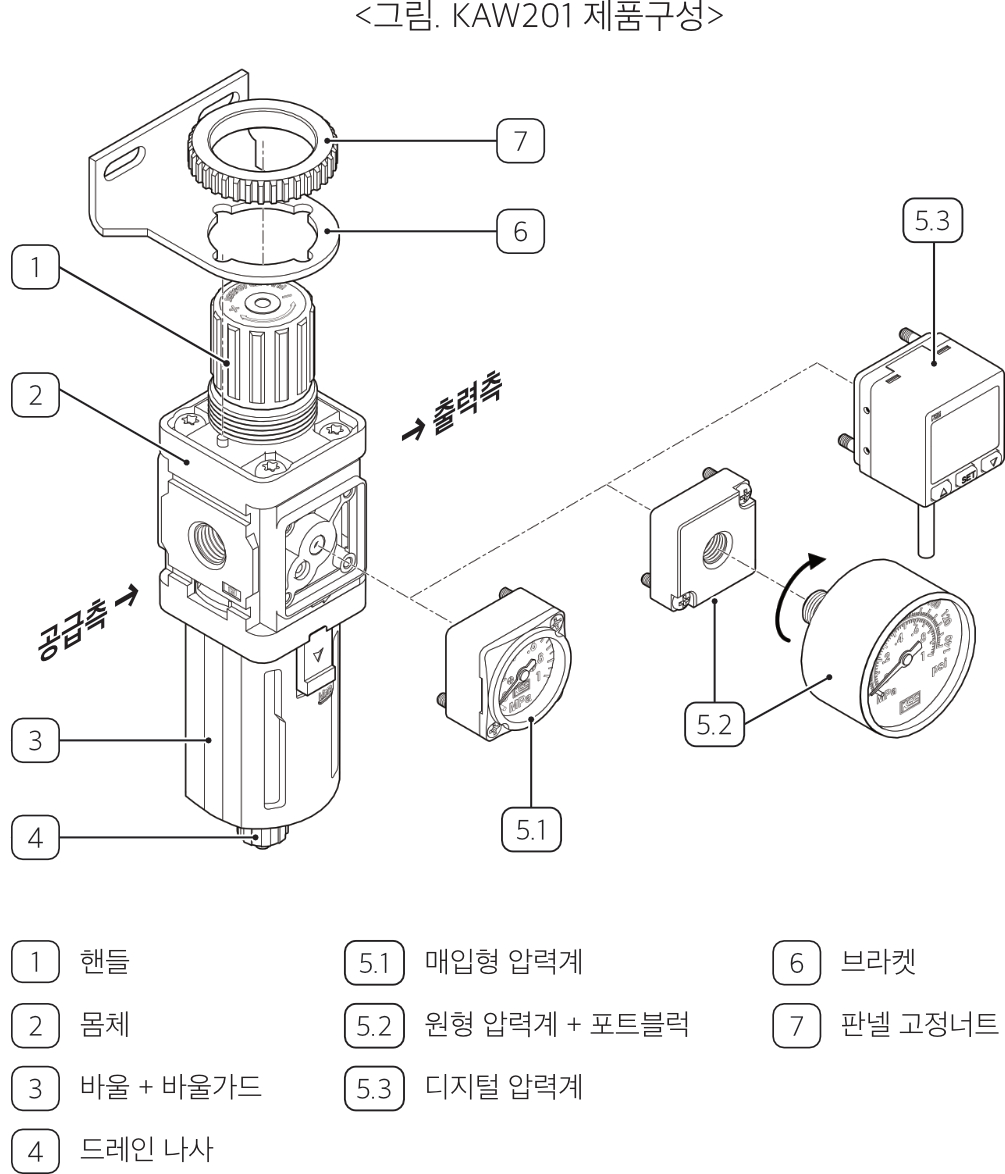 <그림. KAW201 제품구성>
7
6
5.3
1
2
→ 출력측
SET
공급측 →
MPa
psi
MPa
3
5.2
4
5.1
1 핸들
5.1 매입형 압력계
6 브라켓
2 몸체
5.2 원형 압력계 + 포트블럭
7 판넬 고정너트
3 바울 + 바울가드
5.3 디지털 압력계
4 드레인 나사